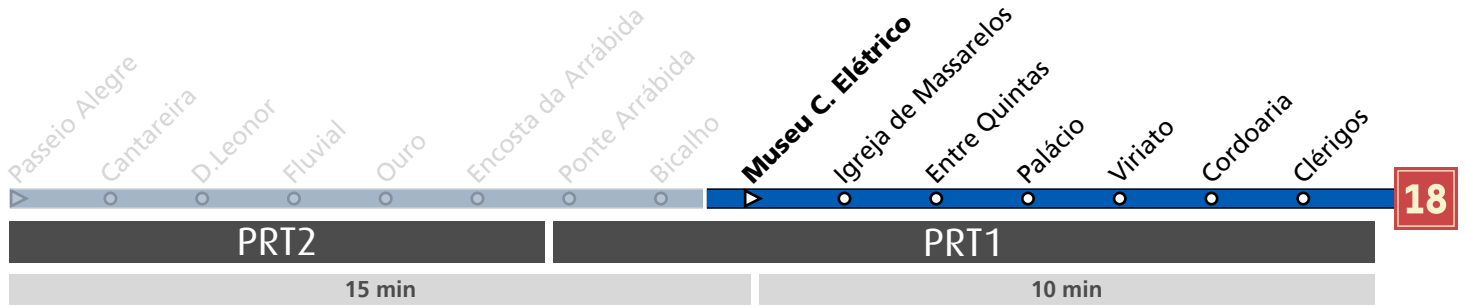 Passeio Alegre
Cantareira
D.Leonor
Fluvial
Ouro
Encosta da Arrábida
Ponte Arrábida
Bicalho
Museu C. Elétrico
Igreja de Massarelos
Entre Quintas
Palácio
Viriato
Cordoaria
Clérigos
18
PRT2
PRT1
15 min
10 min